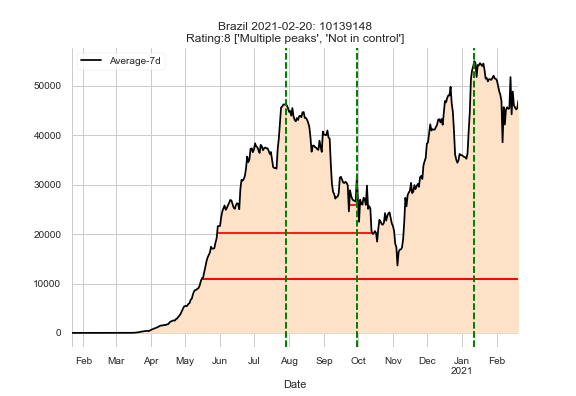 Brazil 2021-02-20: 10139148
Rating:8 ['Multiple peaks', 'Not in control']
Average-7d
50000
40000
30000
20000
10000
0
Feb Mar Apr May Jun Jul Aug Sep Oct Nov Dec Jan Feb
2021
Date